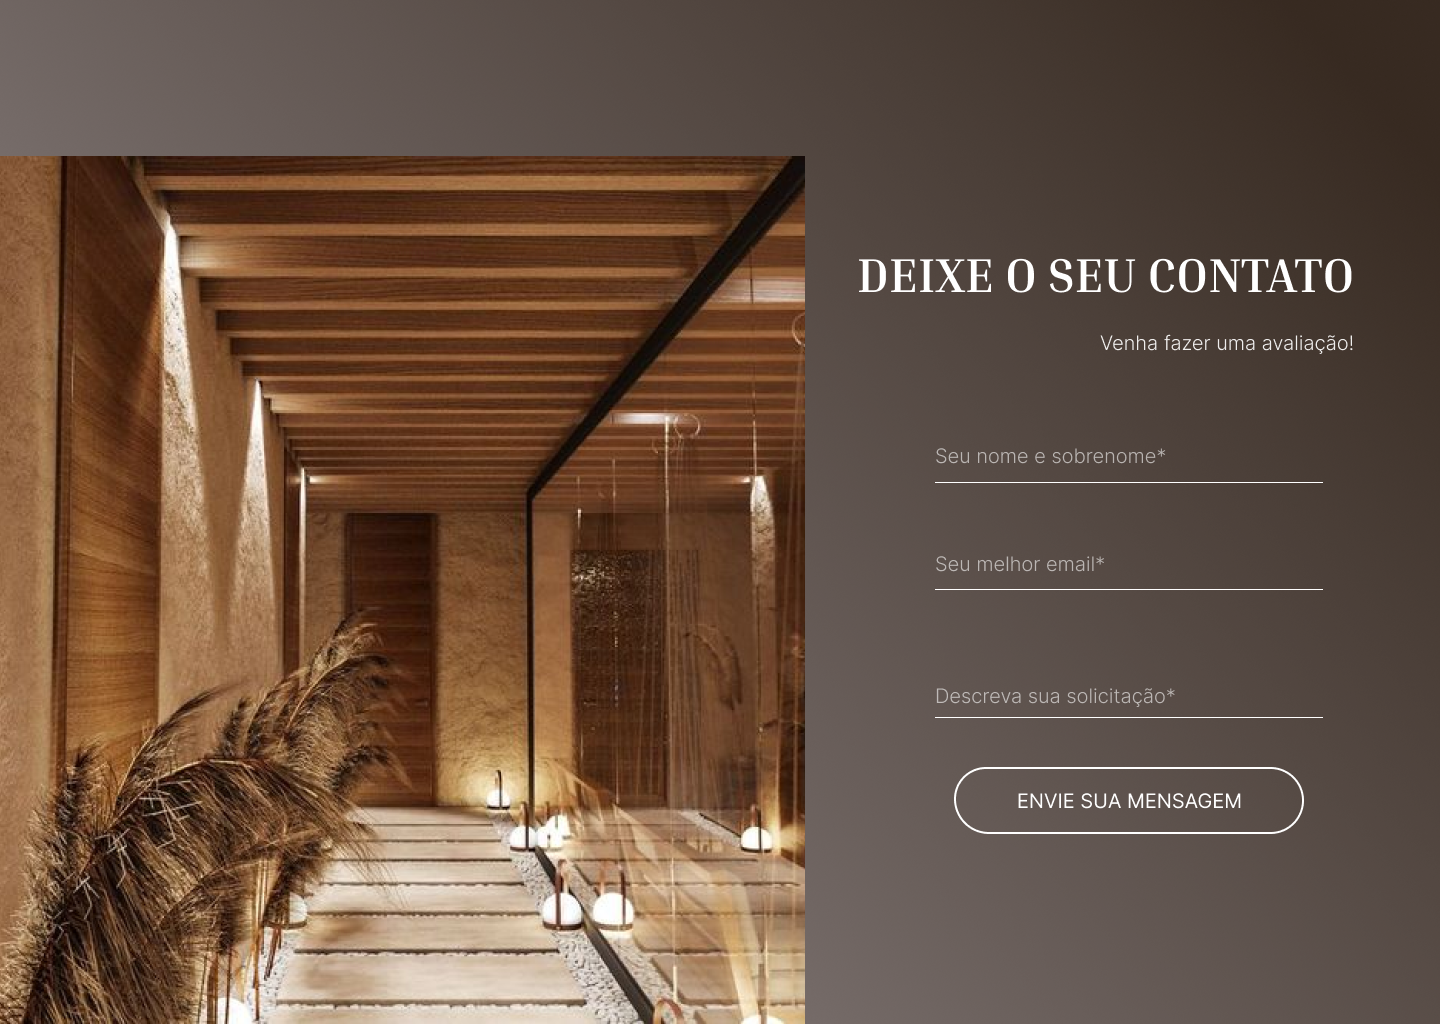 DEIXE O SEU CONTATO
Venha fazer uma avaliação!
Seu nome e sobrenome*
Seu melhor email*
Descreva sua solicitação*
ENVIE SUA MENSAGEM